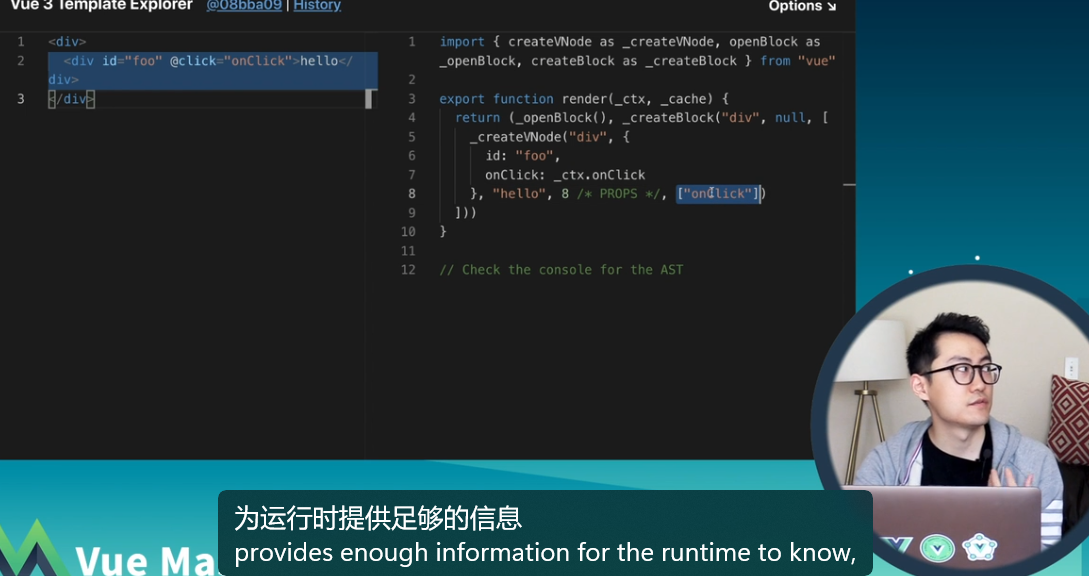 Vue 3 Template Explorer @08bba09 | History
Options ↘
1 <div>
2 <div id="foo" @click="onClick">hello</
div>
3 </div>
1 import { createVNode as _createVNode, openBlock as
_openBlock, createBlock as _createBlock } from "vue"
2
3 export function render(_ctx, _cache) {
4 return (_openBlock(), _createBlock("div", null, [
5 _createVNode("div", {
6 id: "foo",
7 onClick: _ctx.onClick
8 }, "hello", 8 /* PROPS */, ["onClick"])
9 ]))
10 }
11
12 // Check the console for the AST
Vue Ma
为运行时提供足够的信息
provides enough information for the runtime to know,